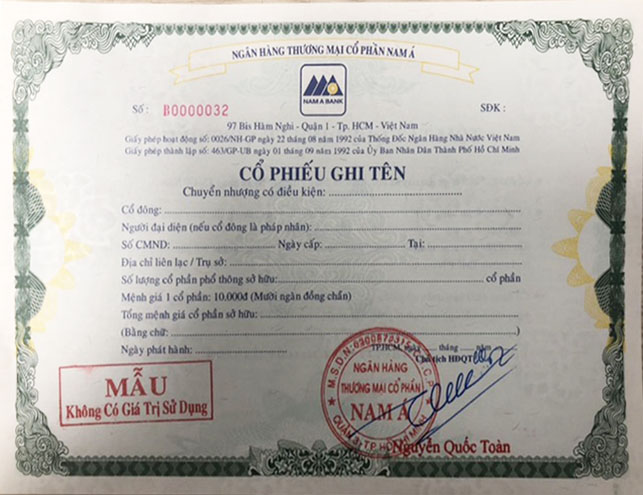 NGÂN HÀNG THƯƠNG MẠI CỔ PHẦN NAM Á
NAM A BANK
Số: B0000032 SĐK :
97 Bis Hàm Nghi - Quận 1 - Tp. HCM - Việt Nam
Giấy phép hoạt động số: 0026/NH-GP ngày 22 tháng 08 năm 1992 của Thống Đốc Ngân Hàng Nhà Nước Việt Nam
Giấy phép thành lập số: 463/GP-UB ngày 01 tháng 09 năm 1992 của Ủy Ban Nhân Dân Thành Phố Hồ Chí Minh
CỔ PHIẾU GHI TÊN
Chuyển nhượng có điều kiện: ..........................
Cổ đông: ..........................
Người đại diện (nếu cổ đông là pháp nhân): ..........................
Số CMND: .......................... Ngày cấp: .......................... Tại: ..........................
Địa chỉ liên lạc / Trụ sở: ..........................
Số lượng cổ phần phổ thông sở hữu: .......................... cổ phần
Mệnh giá 1 cổ phần: 10.000đ (Mười ngàn đồng chẵn)
Tổng mệnh giá cổ phần sở hữu: ..........................
(Bằng chữ: ..........................)
Ngày phát hành: .......................... TP.HCM, ngày ...... tháng ...... năm
Chủ tịch HĐQT
MẪU
Không Có Giá Trị Sử Dụng
NGÂN HÀNG
THƯƠNG MẠI CỔ PHẦN
NAM Á
Nguyễn Quốc Toàn